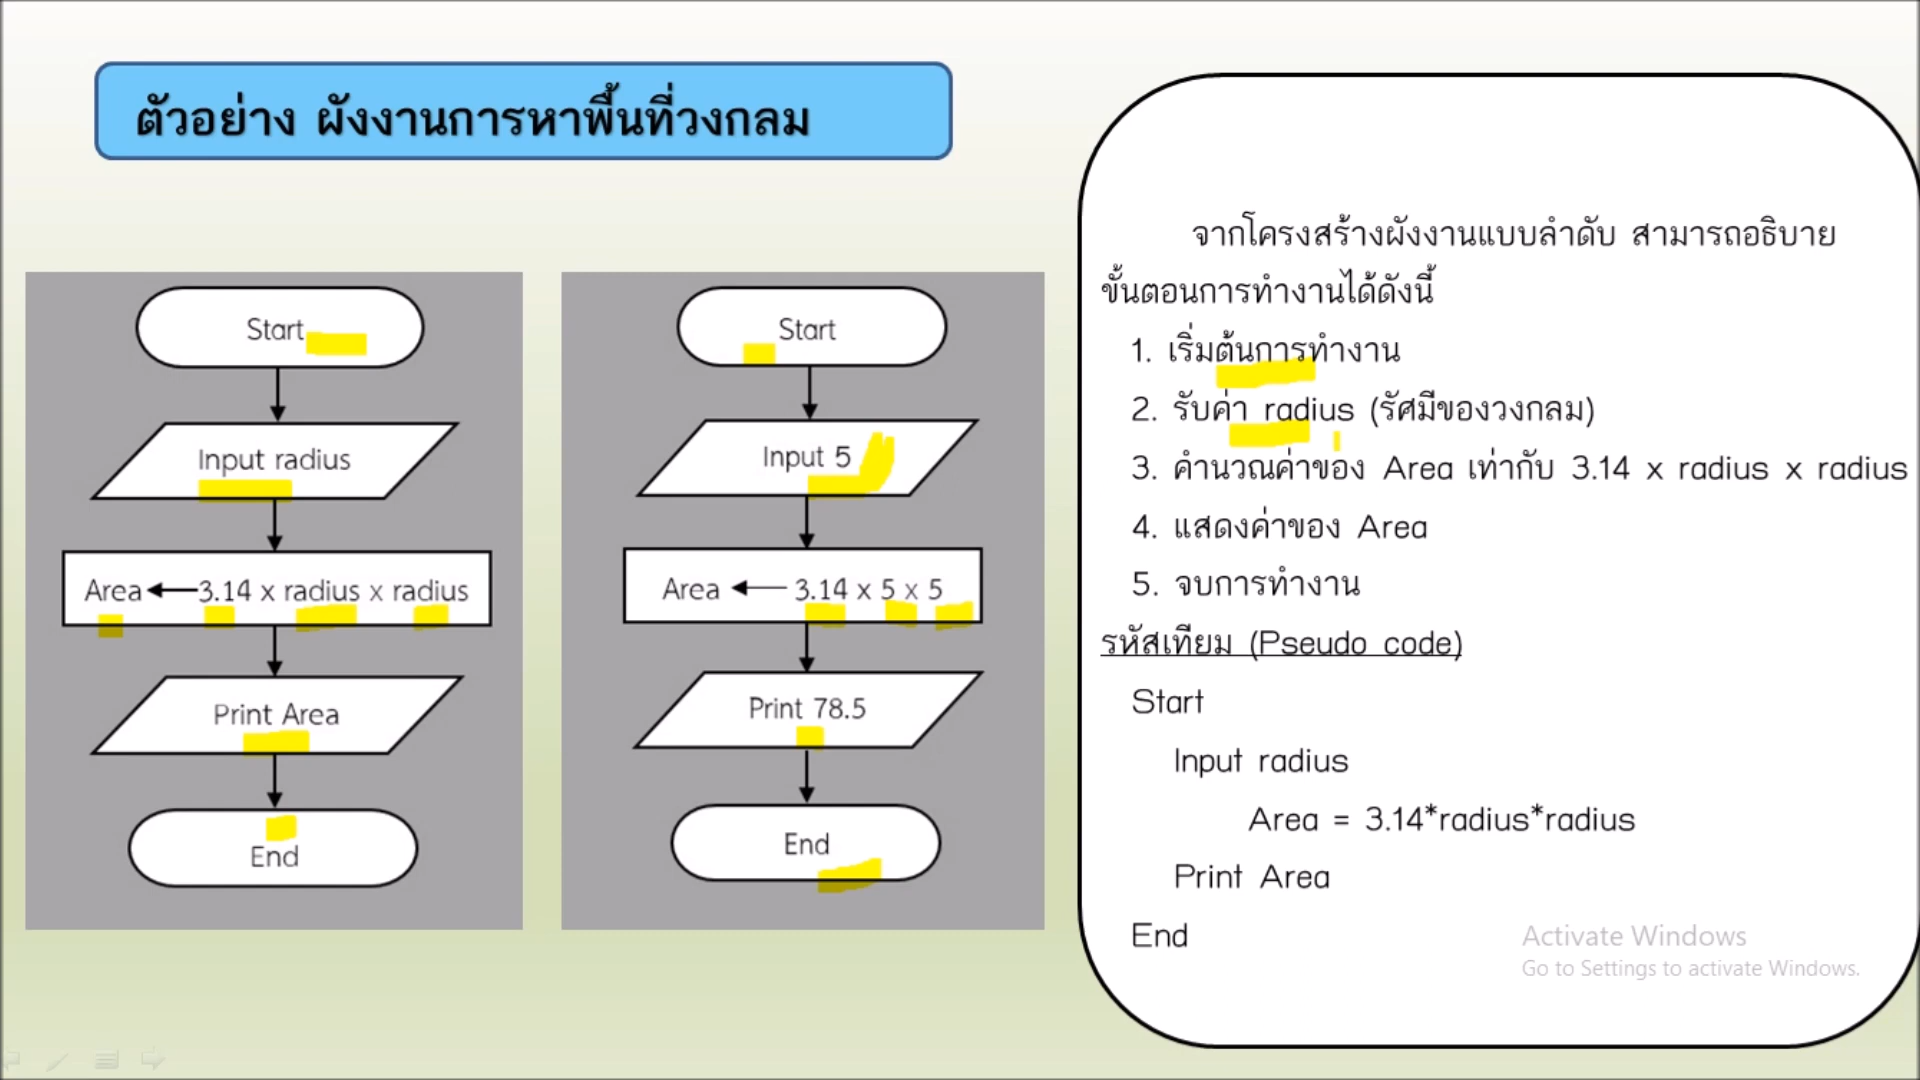 ตัวอย่าง ผังงานการหาพื้นที่วงกลม
Start
Input radius
Area 3.14 x radius x radius
Print Area
End
Start
Input 5
Area 3.14 x 5 x 5
Print 78.5
End
จากโครงสร้างผังงานแบบลำดับ สามารถอธิบาย
ขั้นตอนการทำงานได้ดังนี้
1. เริ่มต้นการทำงาน
2. รับค่า radius (รัศมีของวงกลม)
3. คำนวณค่าของ Area เท่ากับ 3.14 x radius x radius
4. แสดงค่าของ Area
5. จบการทำงาน
รหัสเทียม (Pseudo code)
Start
Input radius
Area = 3.14*radius*radius
Print Area
End
Activate Windows
Go to Settings to activate Windows.